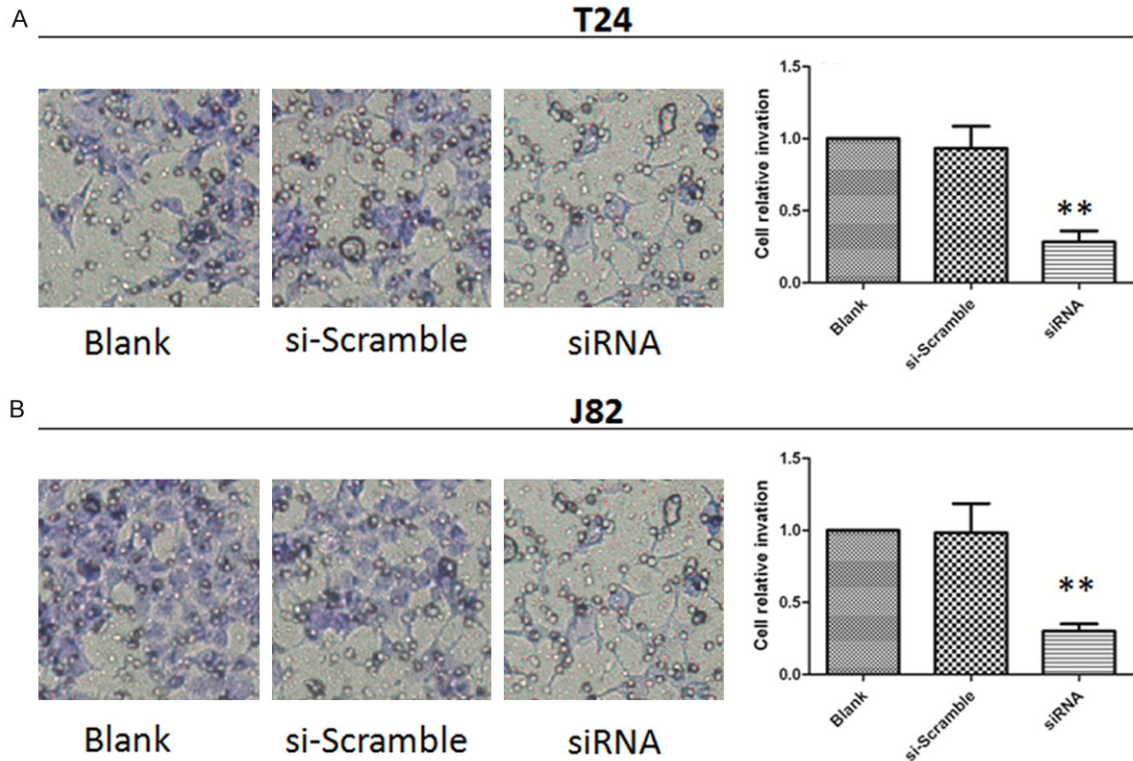 A
T24
Blank
si-Scramble
siRNA
Cell relative invation
1.5
1.0
0.5
0.0
**
Blank
si-Scramble
siRNA
B
J82
Blank
si-Scramble
siRNA
Cell relative invation
1.5
1.0
0.5
0.0
**
Blank
si-Scramble
siRNA